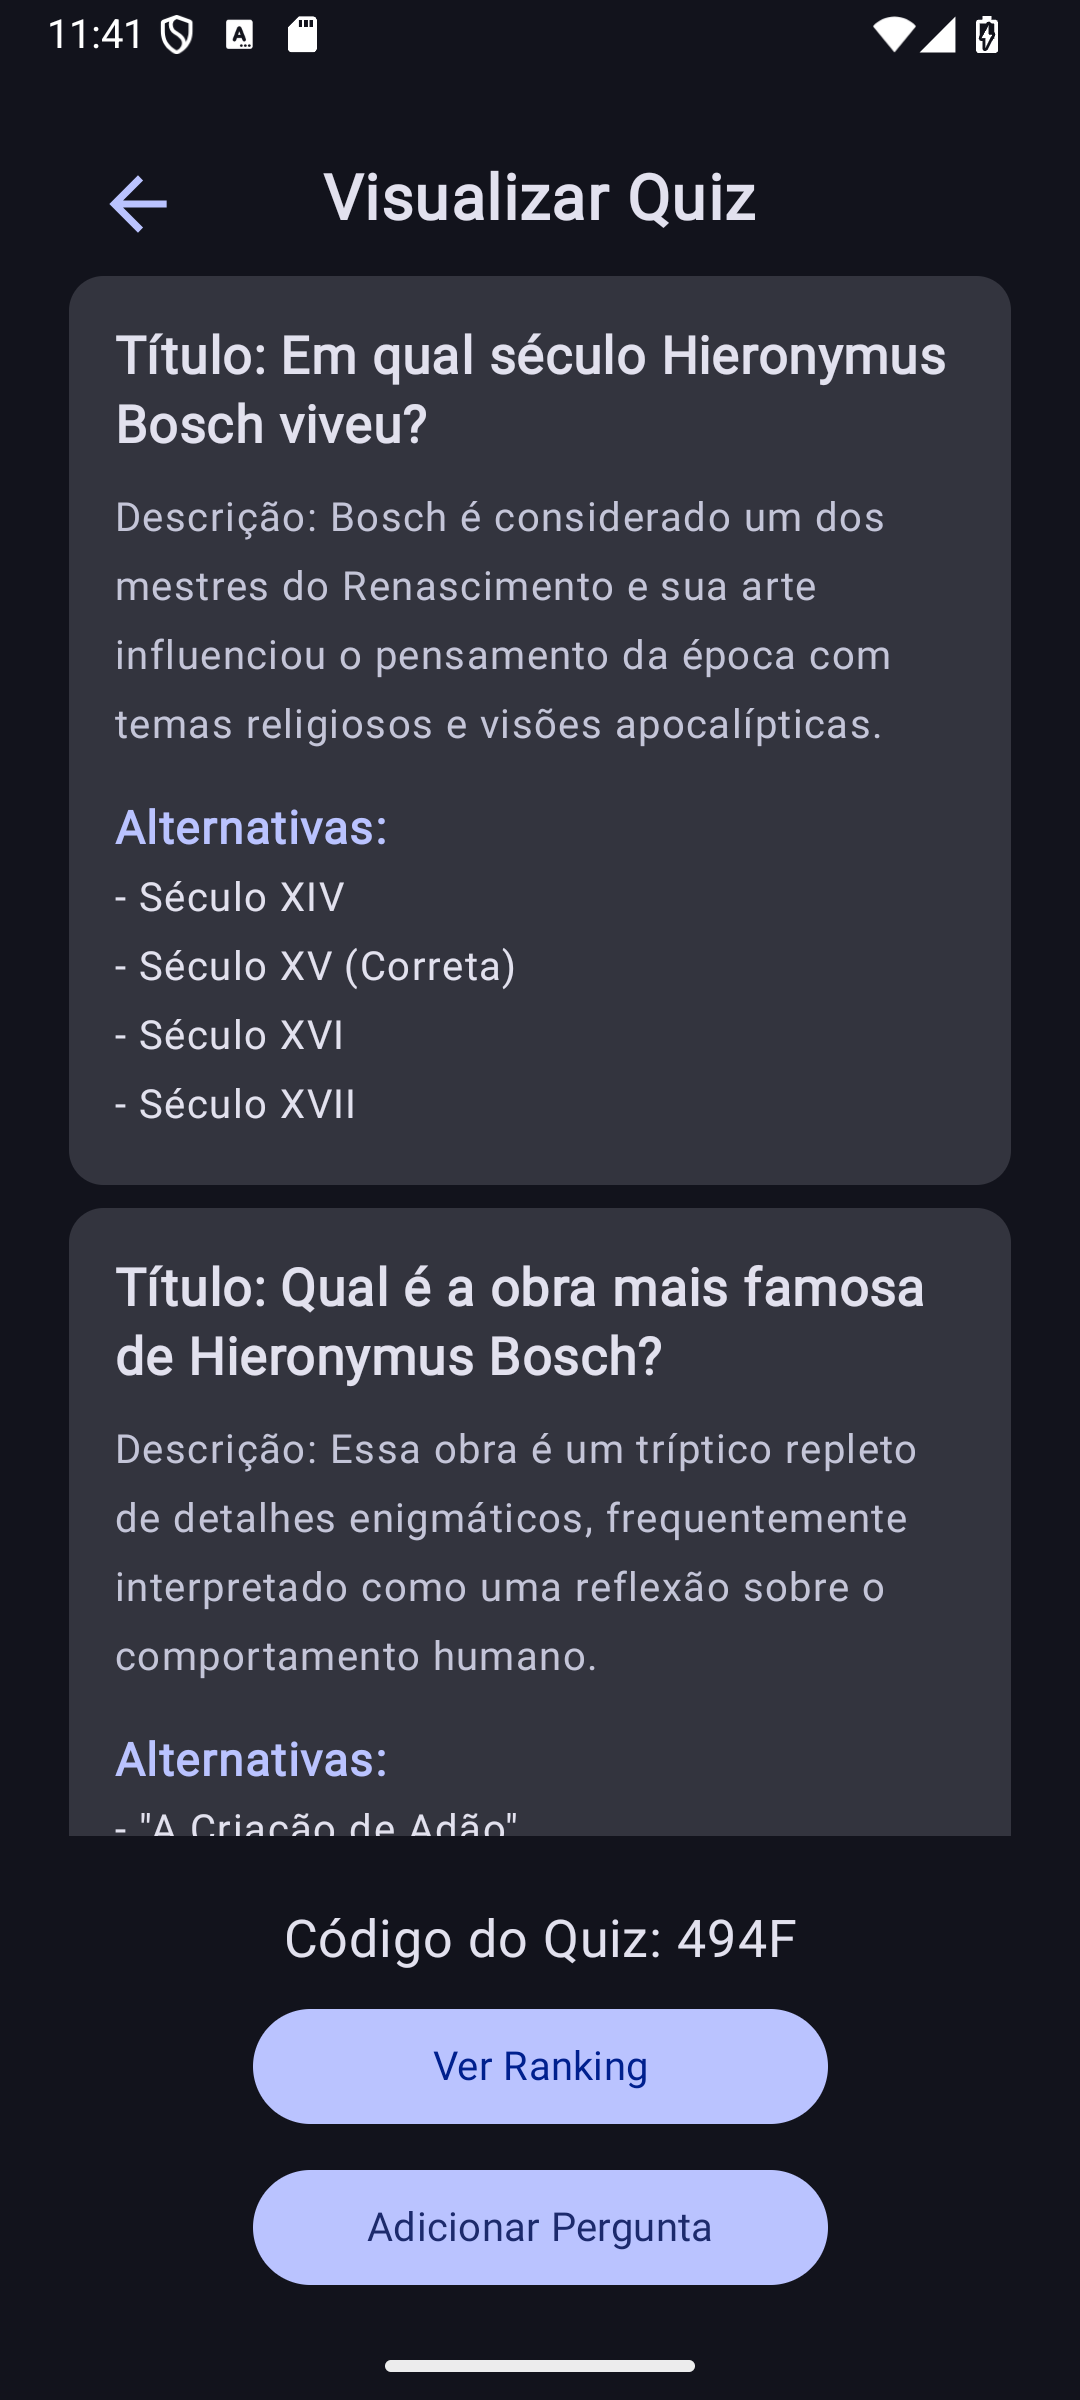 11:41
Visualizar Quiz
Título: Em qual século Hieronymus
Bosch viveu?
Descrição: Bosch é considerado um dos
mestres do Renascimento e sua arte
influenciou o pensamento da época com
temas religiosos e visões apocalípticas.
Alternativas:
- Século XIV
- Século XV (Correta)
- Século XVI
- Século XVII
Título: Qual é a obra mais famosa
de Hieronymus Bosch?
Descrição: Essa obra é um tríptico repleto
de detalhes enigmáticos, frequentemente
interpretado como uma reflexão sobre o
comportamento humano.
Alternativas:
- "A Criação de Adão"
Código do Quiz: 494F
Ver Ranking
Adicionar Pergunta